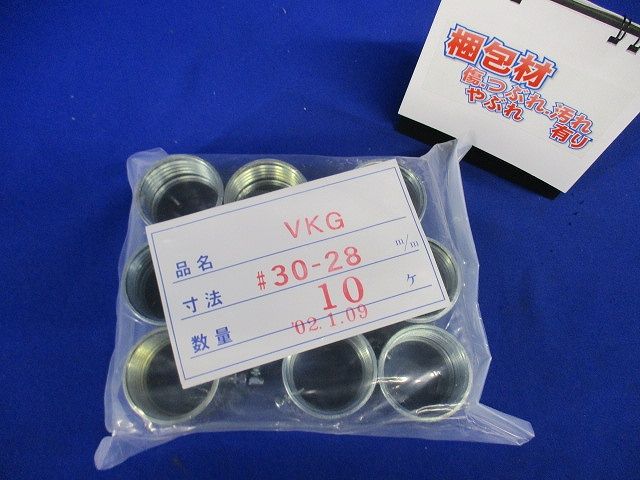 梱包材
傷.つぶれ.汚れ
やぶれ 有り
品名 VKG
寸法 #30-28 m/m
数量 10 ケ
'02.1.09